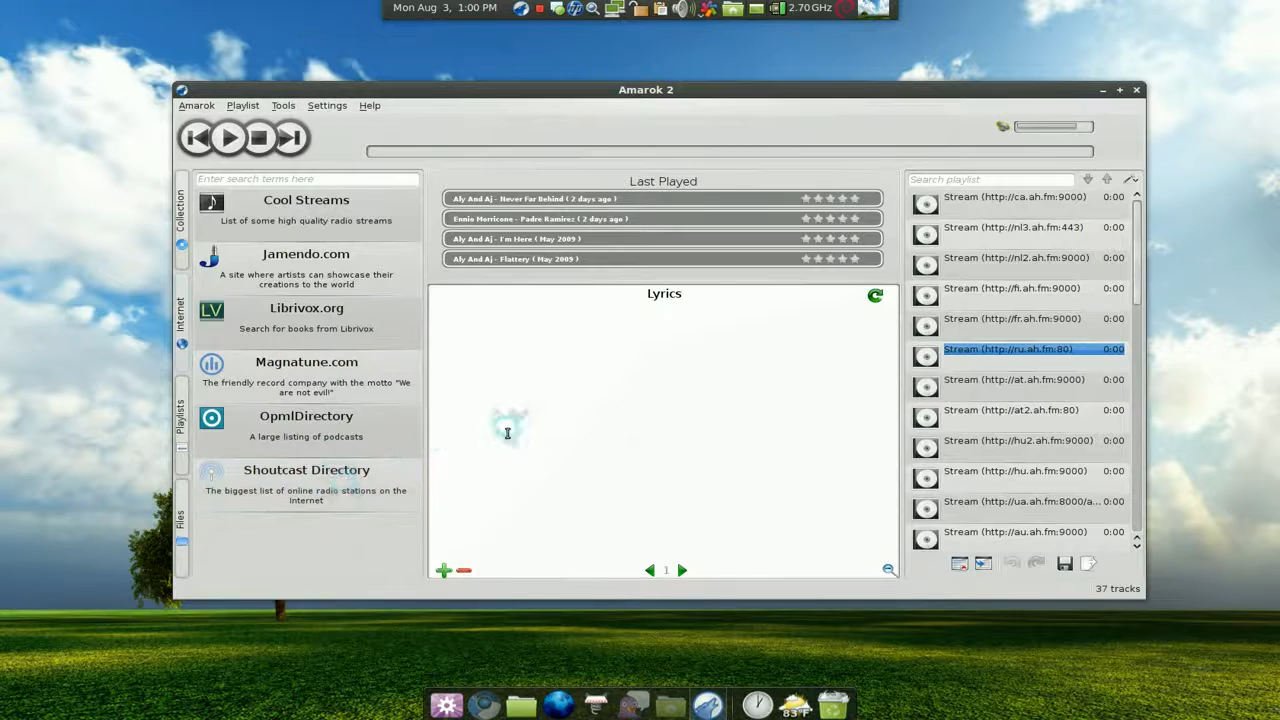 Mon Aug 3, 1:00 PM
2.70GHz
Amarok 2
Amarok Playlist Tools Settings Help
Enter search terms here
Collection
Internet
Playlists
Files
Cool Streams
List of some high quality radio streams
Jamendo.com
A site where artists can showcase their
creations to the world
LV
Librivox.org
Search for books from Librivox
Magnatune.com
The friendly record company with the motto "We
are not evil!"
OpmlDirectory
A large listing of podcasts
Shoutcast Directory
The biggest list of online radio stations on the
Internet
Last Played
Aly And Aj - Never Far Behind ( 2 days ago )
Ennio Morricone - Padre Ramirez ( 2 days ago )
Aly And Aj - I'm Here ( May 2009 )
Aly And Aj - Flattery ( May 2009 )
Lyrics
1
Search playlist
Stream (http://ca.ah.fm:9000) 0:00
Stream (http://nl3.ah.fm:443) 0:00
Stream (http://nl2.ah.fm:9000) 0:00
Stream (http://fi.ah.fm:9000) 0:00
Stream (http://fr.ah.fm:9000) 0:00
Stream (http://ru.ah.fm:80) 0:00
Stream (http://at.ah.fm:9000) 0:00
Stream (http://at2.ah.fm:80) 0:00
Stream (http://hu2.ah.fm:9000) 0:00
Stream (http://hu.ah.fm:9000) 0:00
Stream (http://ua.ah.fm:8000/a... 0:00
Stream (http://au.ah.fm:9000) 0:00
37 tracks
83°F